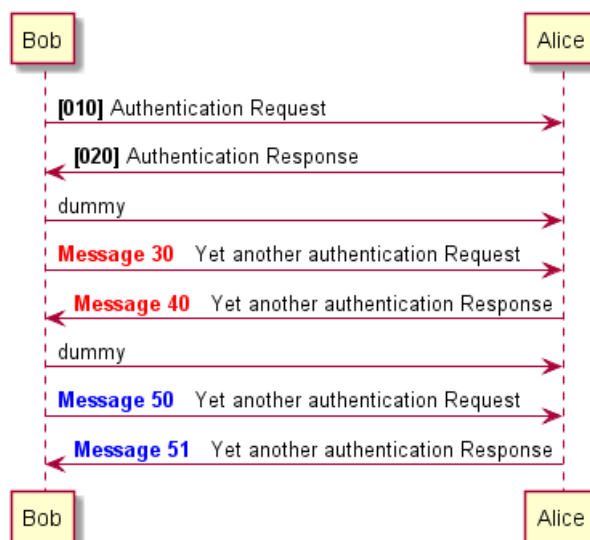 Bob Alice
[010] Authentication Request
[020] Authentication Response
dummy
Message 30 Yet another authentication Request
Message 40 Yet another authentication Response
dummy
Message 50 Yet another authentication Request
Message 51 Yet another authentication Response
Bob Alice